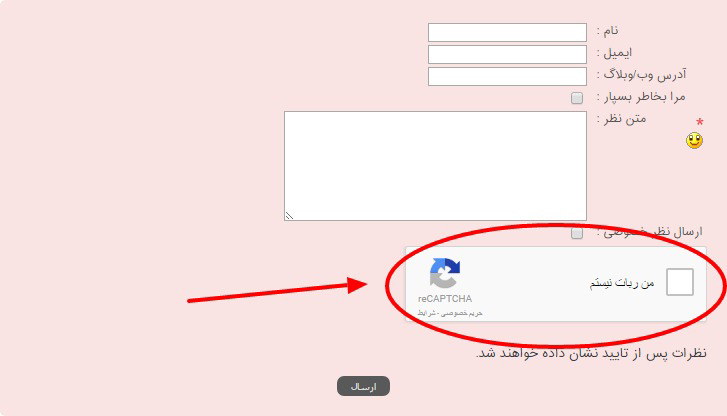 نام :
ایمیل :
آدرس وب/وبلاگ :
مرا بخاطر بسپار :
متن نظر :
*
ارسال نظر خصوصی :
من ربات نیستم
reCAPTCHA
حریم خصوصی - شرایط
نظرات پس از تایید نشان داده خواهند شد.
ارسال